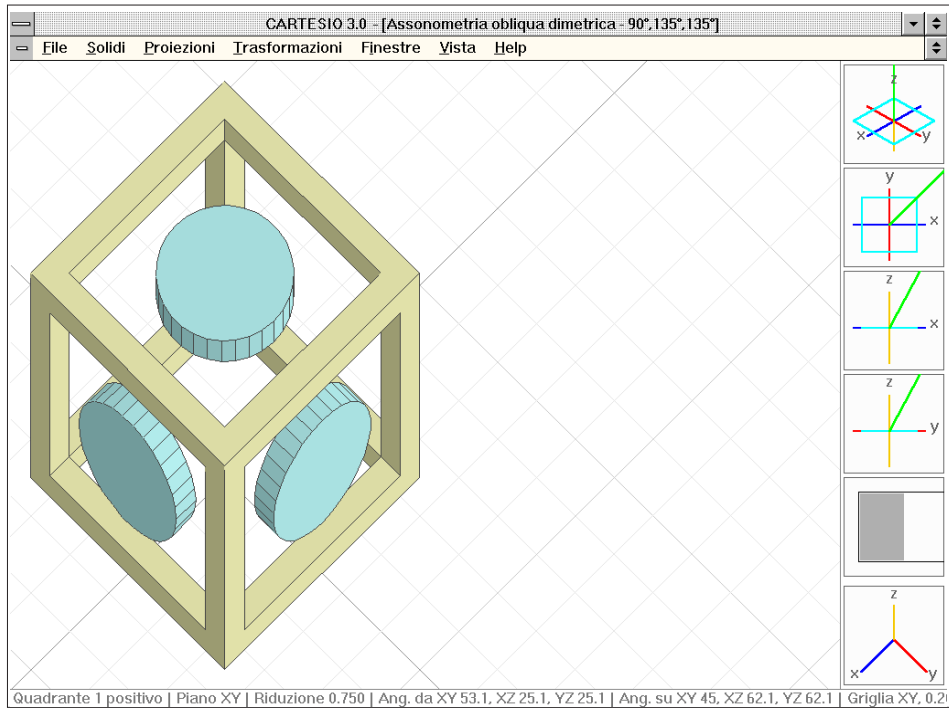 CARTESIO 3.0 - [Assonometria obliqua dimetrica - 90°,135°,135°]
File Solidi Proiezioni Trasformazioni Finestre Vista Help
z
x y
y
x
z
x
z
y
z
x y
Quadrante 1 positivo | Piano XY | Riduzione 0.750 | Ang. da XY 53.1, XZ 25.1, YZ 25.1 | Ang. su XY 45, XZ 62.1, YZ 62.1 | Griglia XY, 0.2